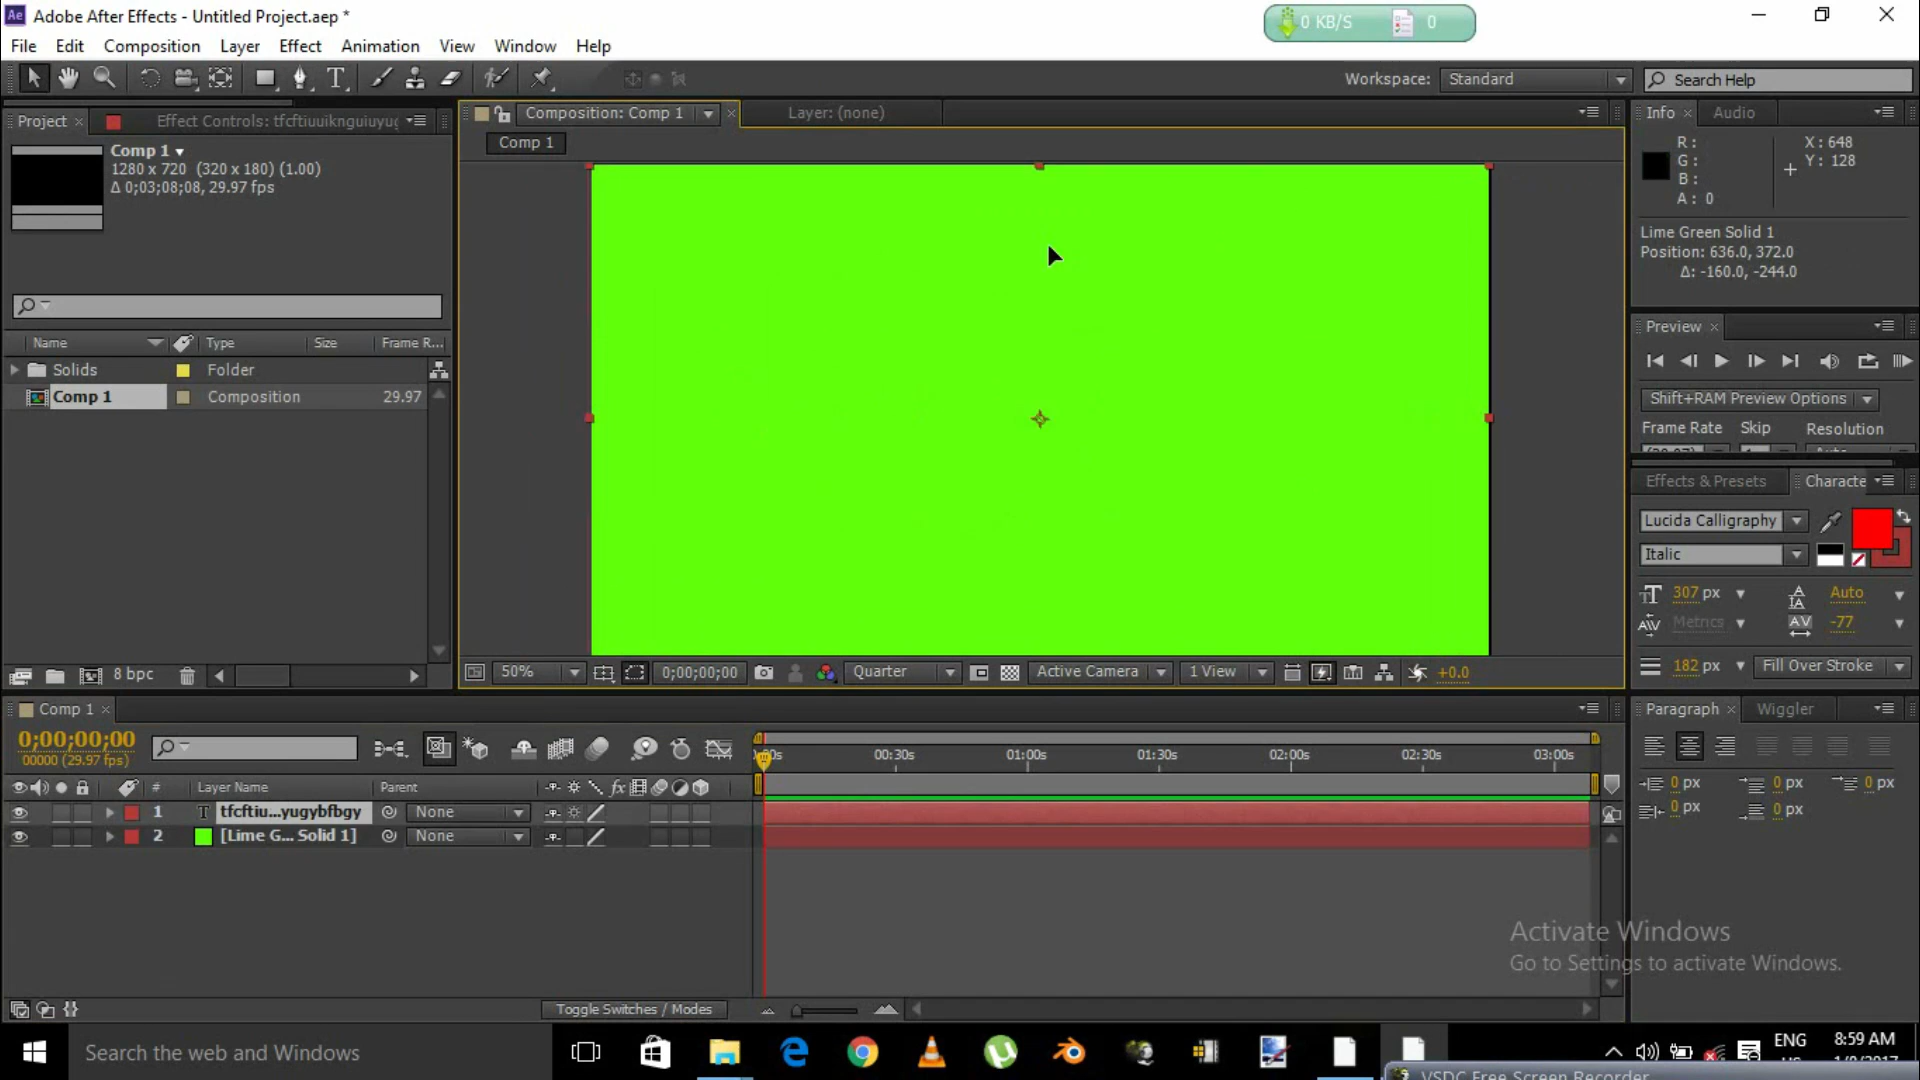 Adobe After Effects - Untitled Project.aep *
0 KB/S 0
File Edit Composition Layer Effect Animation View Window Help
Workspace: Standard Search Help
Project Effect Controls: tfcftiuuiknguiuyug
Composition: Comp 1 Layer: (none)
Info Audio
Comp 1
Comp 1
1280 x 720 (320 x 180) (1.00)
Δ 0;03;08;08, 29.97 fps
R: X: 648
G: Y: 128
B:
A: 0
Lime Green Solid 1
Position: 636.0, 372.0
Δ: -160.0, -244.0
Preview
Name Type Size Frame R...
Solids Folder
Comp 1 Composition 29.97
Shift+RAM Preview Options
Frame Rate Skip Resolution
Effects & Presets Characte
Lucida Calligraphy
Italic
307 px Auto
Metrics -77
182 px Fill Over Stroke
8 bpc
50% 0;00;00;00 Quarter Active Camera 1 View +0.0
Comp 1
Paragraph Wiggler
0;00;00;00
00000 (29.97 fps)
00:30s 01:00s 01:30s 02:00s 02:30s 03:00s
# Layer Name Parent
1 T tfcftiu...yugybfbgy None
2 [Lime G... Solid 1] None
0 px 0 px 0 px
0 px 0 px
Activate Windows
Go to Settings to activate Windows.
Toggle Switches / Modes
Search the web and Windows
ENG
8:59 AM
VSDC Free Screen Recorder